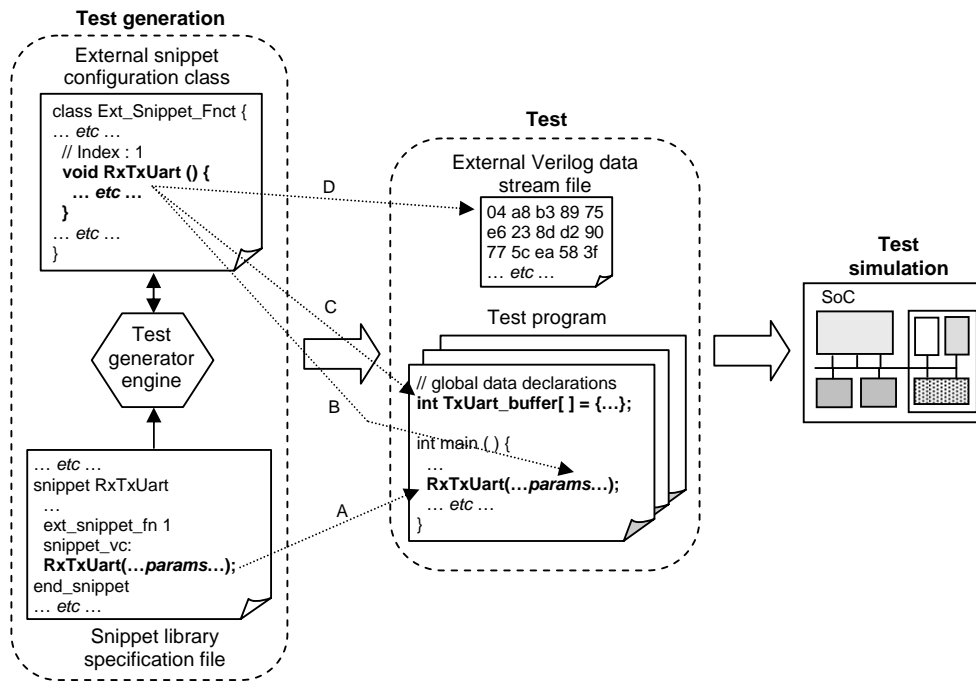 Test generation
External snippet
configuration class
class Ext_Snippet_Fnct {
… etc …
// Index : 1
void RxTxUart () {
… etc …
}
… etc …
}
Test
generator
engine
… etc …
snippet RxTxUart
…
ext_snippet_fn 1
snippet_vc:
RxTxUart(…params…);
end_snippet
… etc …
Snippet library
specification file
D
C
B
A
Test
External Verilog data
stream file
04 a8 b3 89 75
e6 23 8d d2 90
77 5c ea 58 3f
… etc …
Test program
// global data declarations
int TxUart_buffer[ ] = {…};
int main ( ) {
…
RxTxUart(…params…);
… etc …
}
Test
simulation
SoC